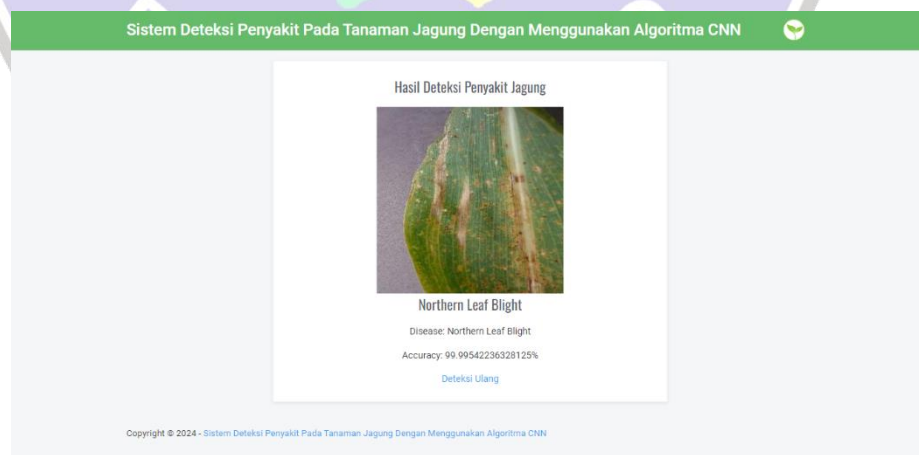 Sistem Deteksi Penyakit Pada Tanaman Jagung Dengan Menggunakan Algoritma CNN
Hasil Deteksi Penyakit Jagung
Northern Leaf Blight
Disease: Northern Leaf Blight
Accuracy: 99.99542236328125%
Deteksi Ulang
Copyright © 2024 - Sistem Deteksi Penyakit Pada Tanaman Jagung Dengan Menggunakan Algoritma CNN